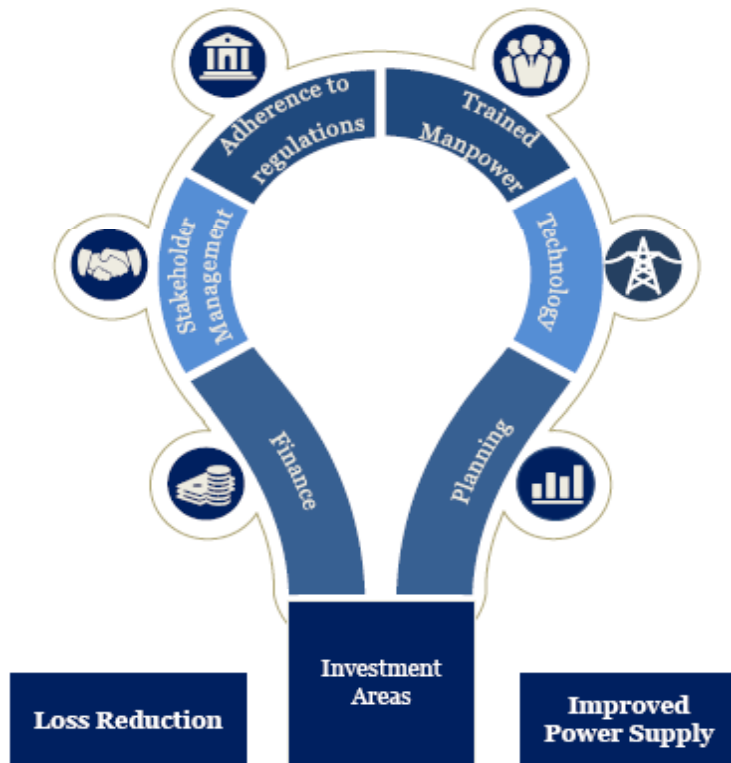 Adherence to
regulations
Trained
Manpower
Stakeholder
Management
Technology
Finance
Planning
Investment
Areas
Loss Reduction
Improved
Power Supply